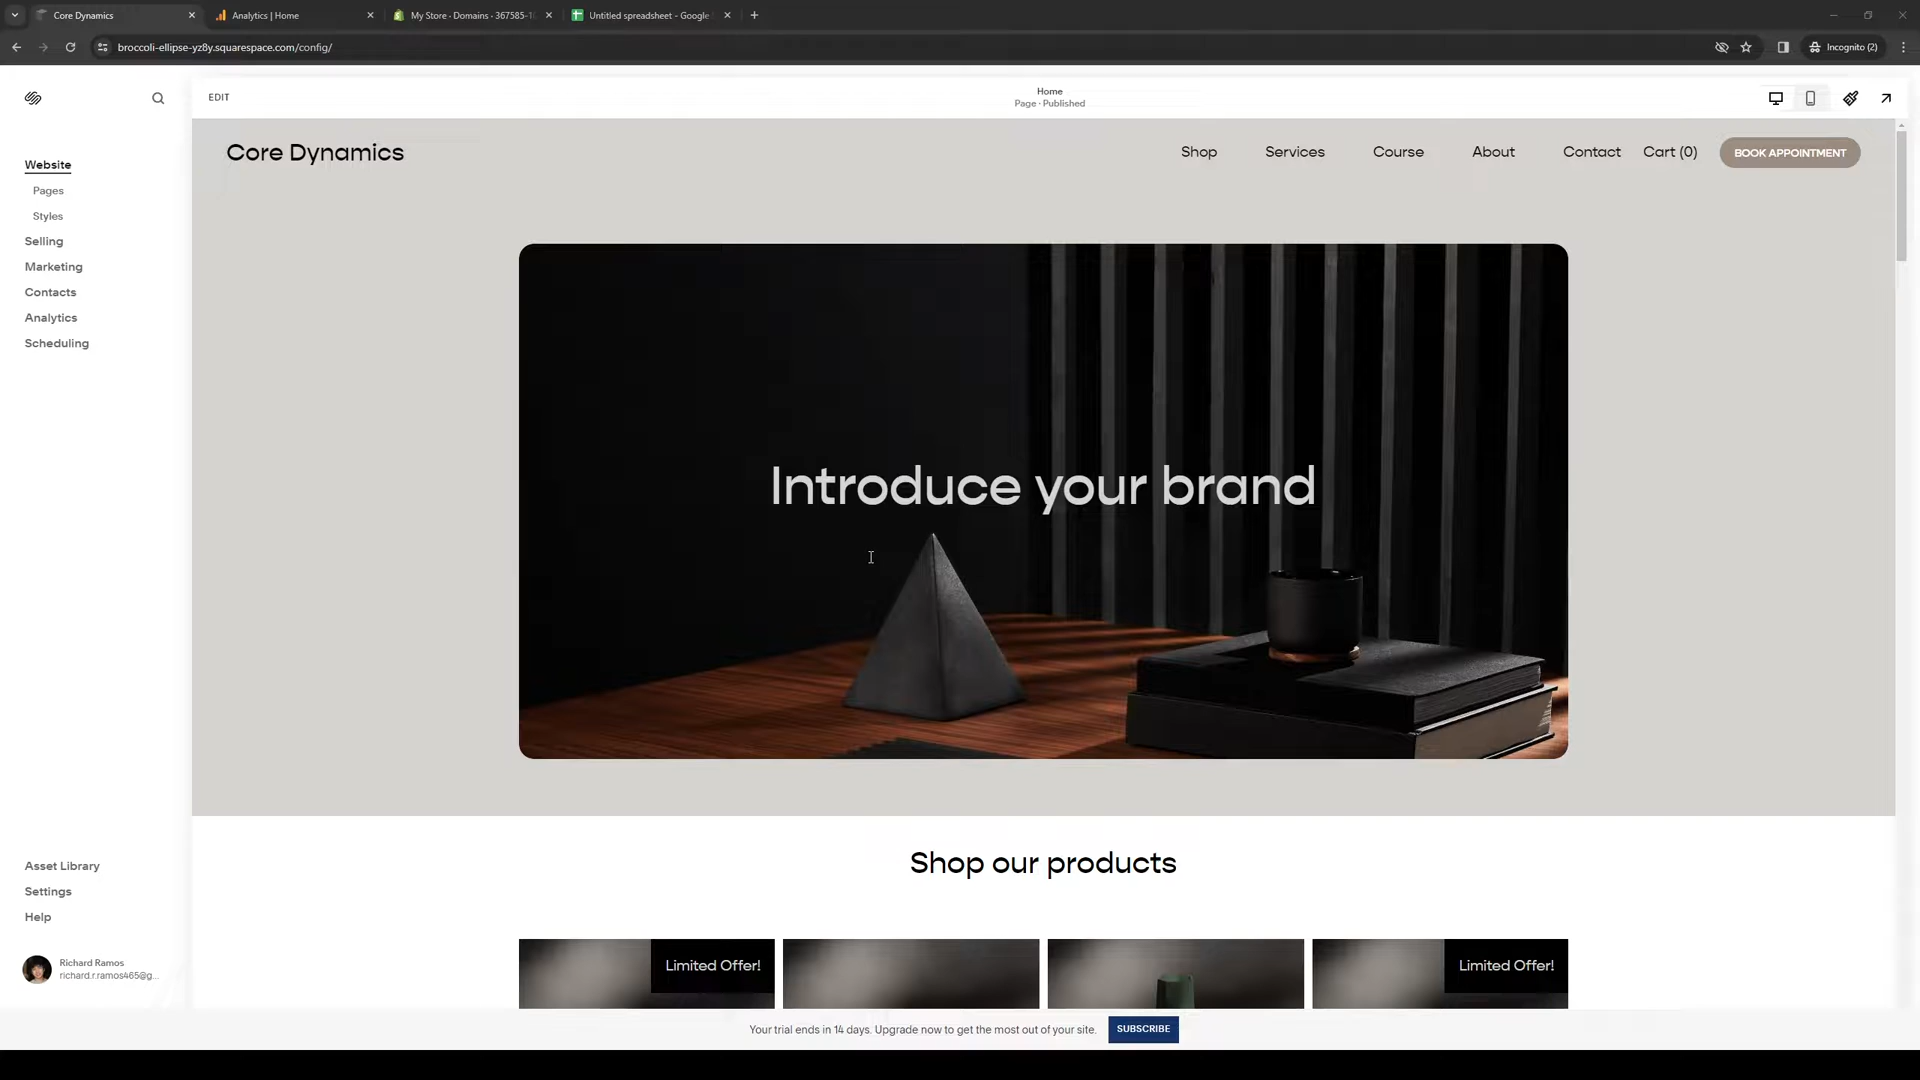 Core Dynamics
Analytics | Home
My Store · Domains · 367585-1
Untitled spreadsheet - Google
broccoli-ellipse-yz8y.squarespace.com/config/
Incognito (2)
EDIT
Home
Page · Published
Website
Pages
Styles
Selling
Marketing
Contacts
Analytics
Scheduling
Asset Library
Settings
Help
Richard Ramos
richard.r.ramos465@g...
Core Dynamics
Shop
Services
Course
About
Contact
Cart (0)
BOOK APPOINTMENT
Introduce your brand
Shop our products
Limited Offer!
Limited Offer!
Your trial ends in 14 days. Upgrade now to get the most out of your site.
SUBSCRIBE